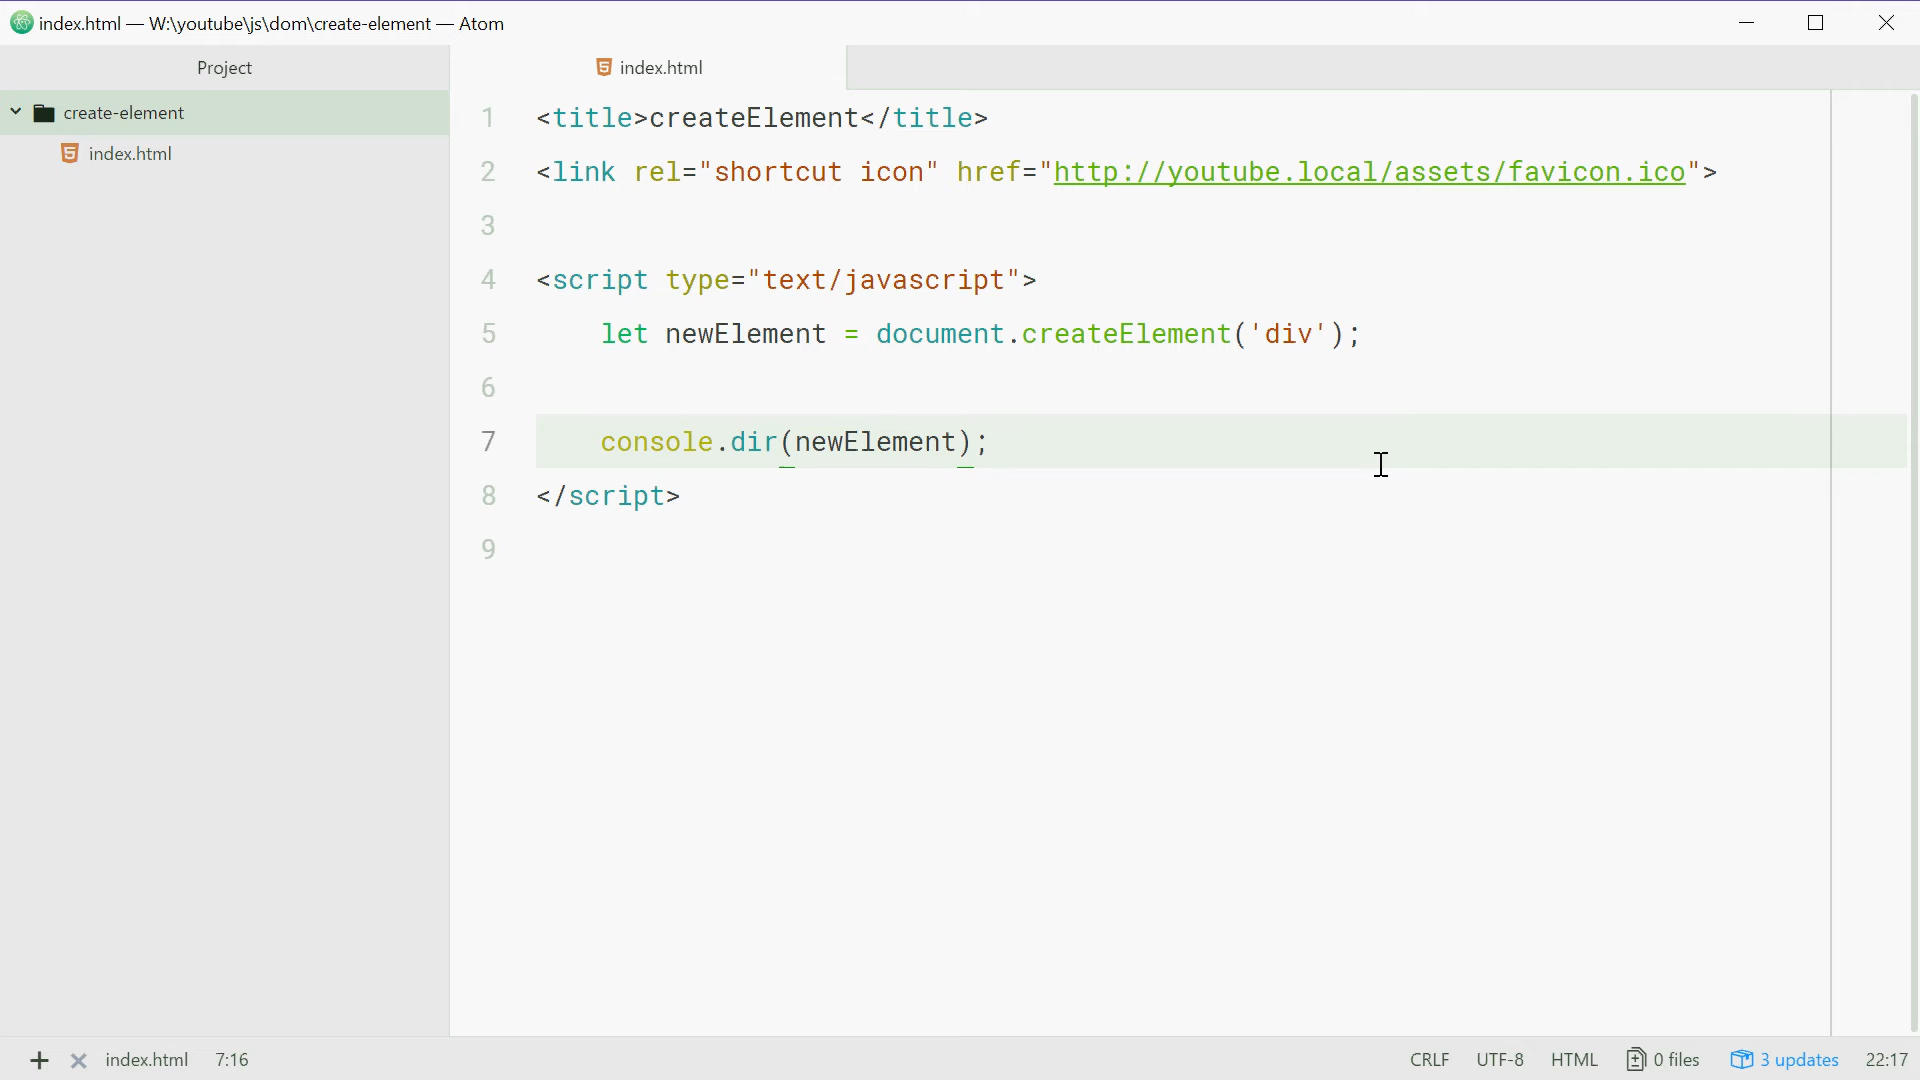 index.html — W:\youtube\js\dom\create-element — Atom
Project
index.html
create-element
index.html
1 <title>createElement</title>
2 <link rel="shortcut icon" href="http://youtube.local/assets/favicon.ico">
3
4 <script type="text/javascript">
5 let newElement = document.createElement('div');
6
7 console.dir(newElement);
8 </script>
9
index.html 7:16 CRLF UTF-8 HTML 0 files 3 updates 22:17